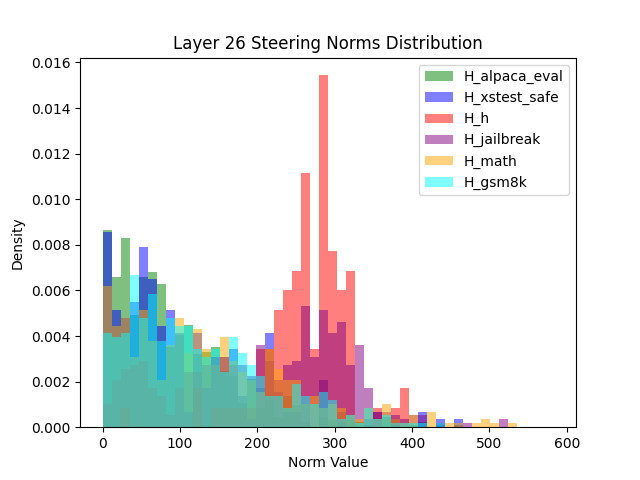 Layer 26 Steering Norms Distribution
0.016
0.014
0.012
0.010
0.008
0.006
0.004
0.002
0.000
Density
H_alpaca_eval
H_xstest_safe
H_h
H_jailbreak
H_math
H_gsm8k
0
100
200
300
400
500
600
Norm Value